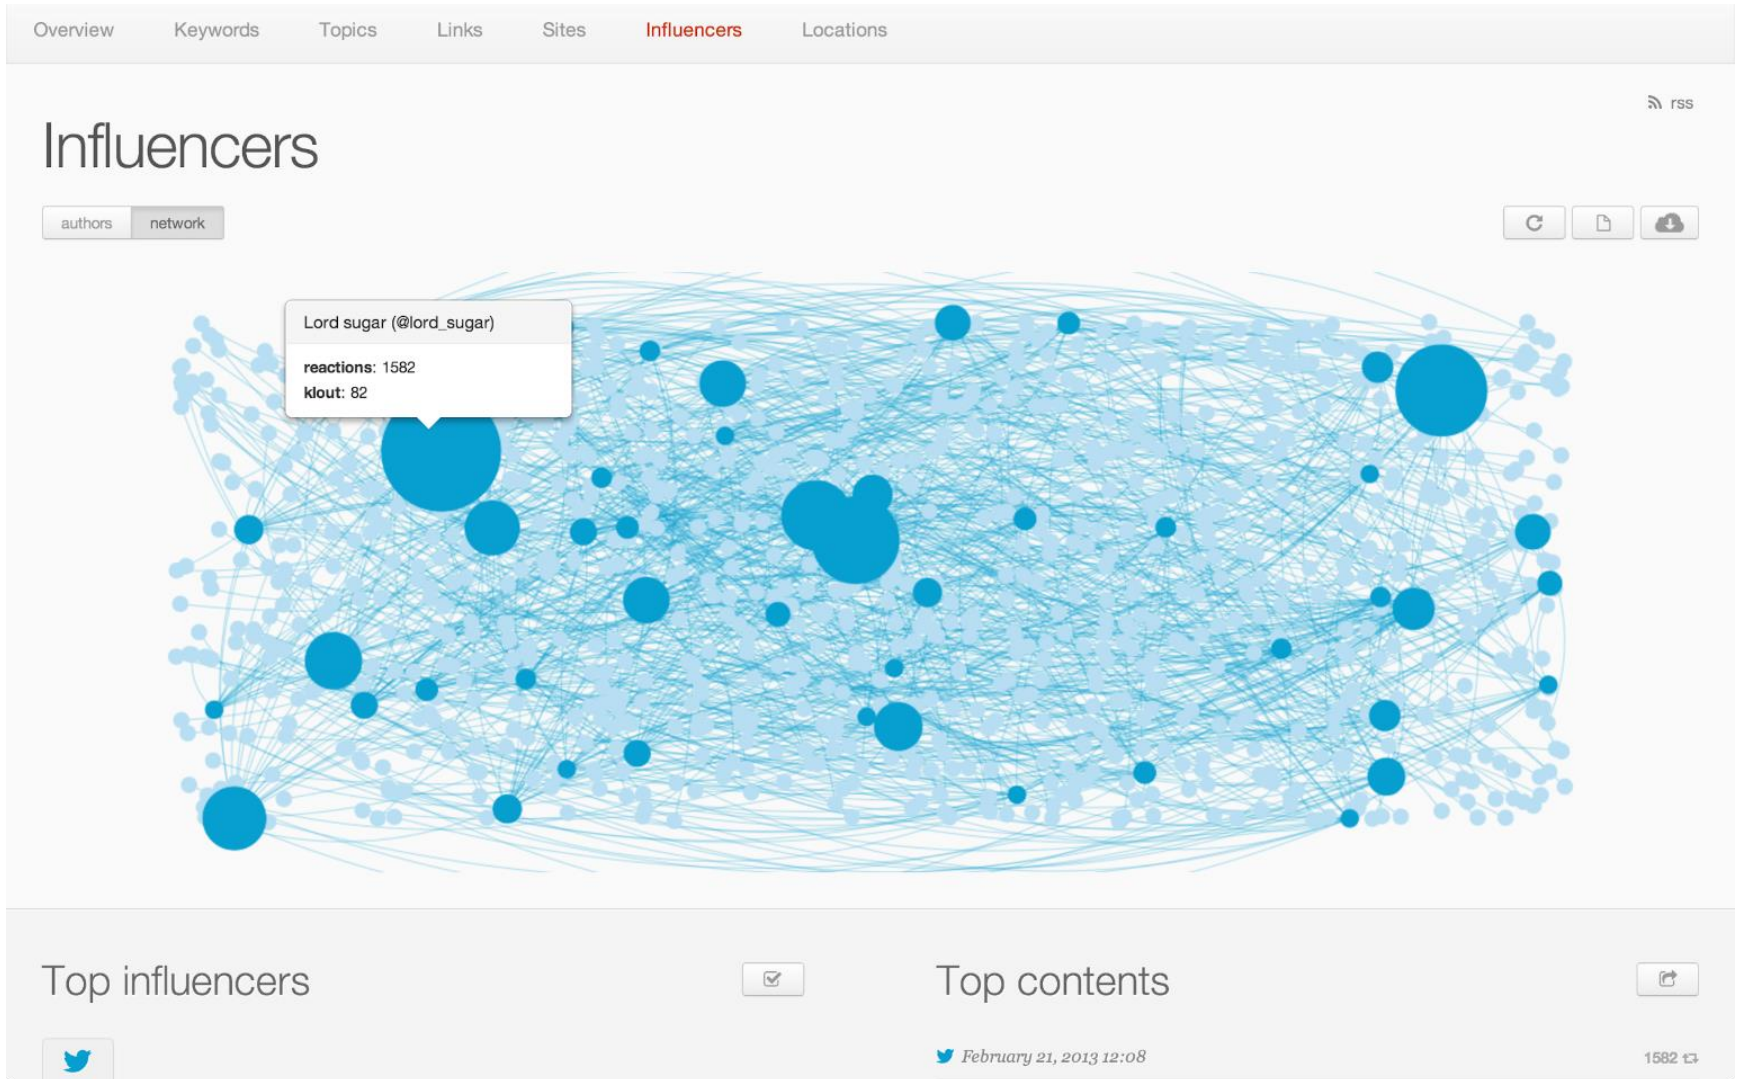 Overview Keywords Topics Links Sites Influencers Locations
rss
Influencers
authors network
Lord sugar (@lord_sugar)
reactions: 1582
klout: 82
Top influencers
Top contents
February 21, 2013 12:08
1582